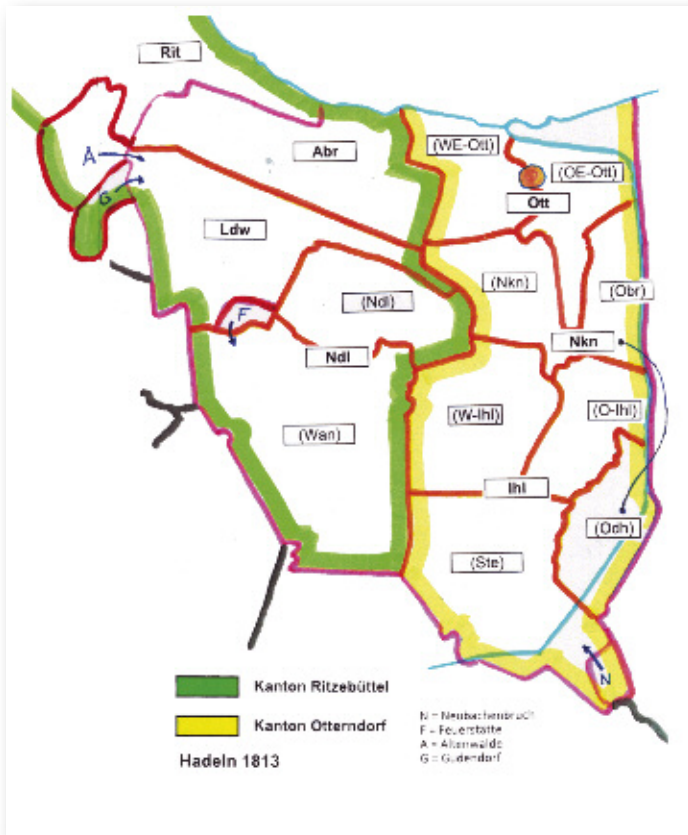 Rit
Abr
(WE-Ott)
(OE-Ott)
A
Ott
G
Ldw
(Nkn)
(Obr)
(Ndl)
F
Nkn
Ndl
(W-Ihl)
(O-Ihl)
(Wan)
Ihl
(Odh)
(Ste)
N
Kanton Ritzebüttel
Kanton Otterndorf
Hadeln 1813
N = Neubachenbruch
F = Feuerstätte
A = Altenwalde
G = Gudendorf